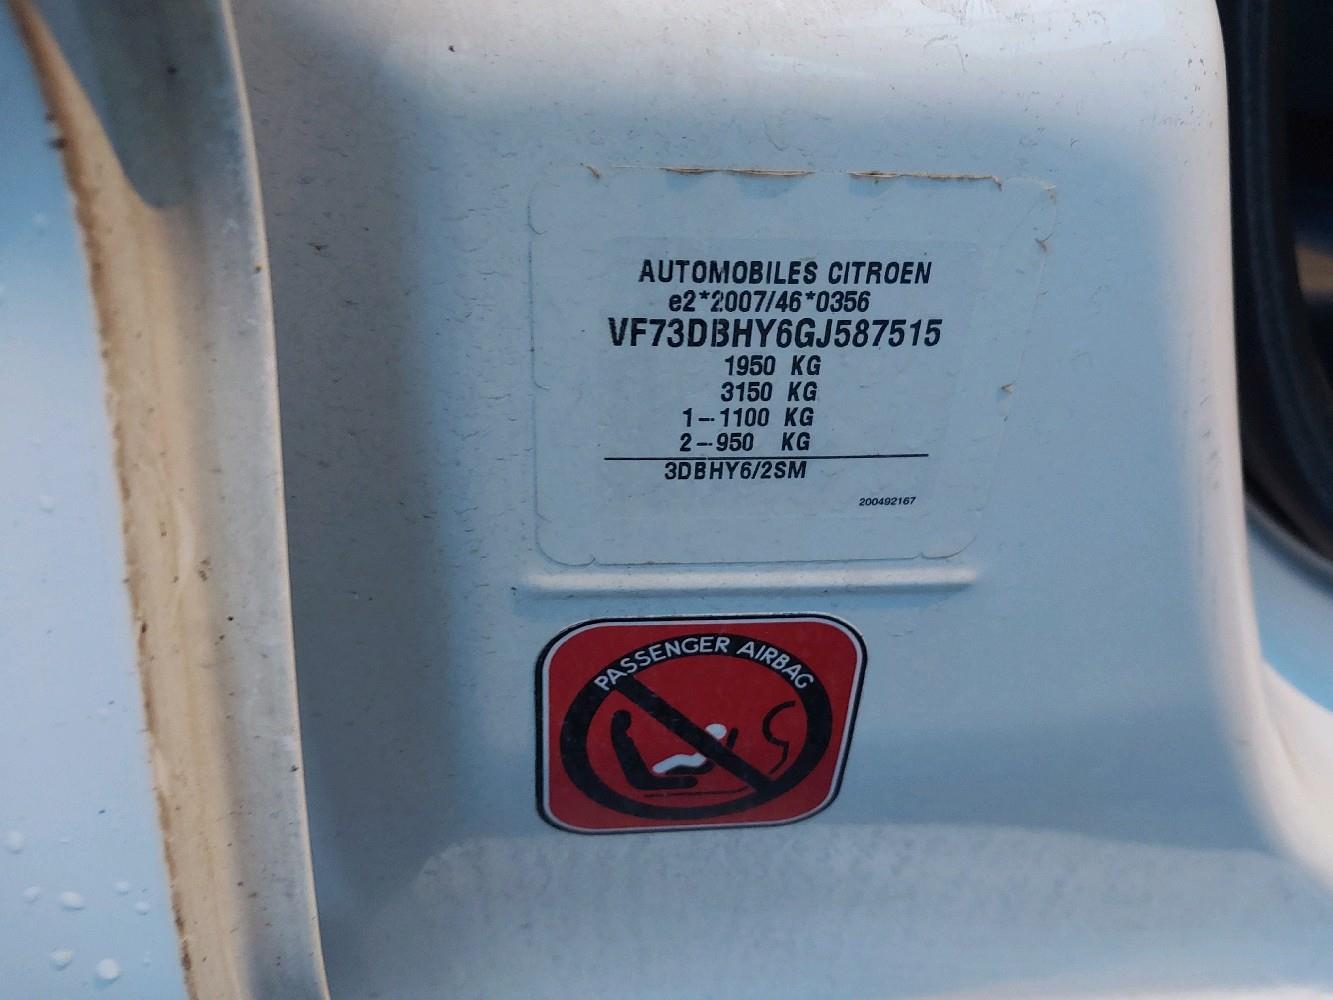 AUTOMOBILES CITROEN
e2*2007/46*0356
VF73DBHY6GJ587515
1950 KG
3150 KG
1-- 1100 KG
2-- 950 KG
3DBHY6/2SM
200492167
PASSENGER AIRBAG